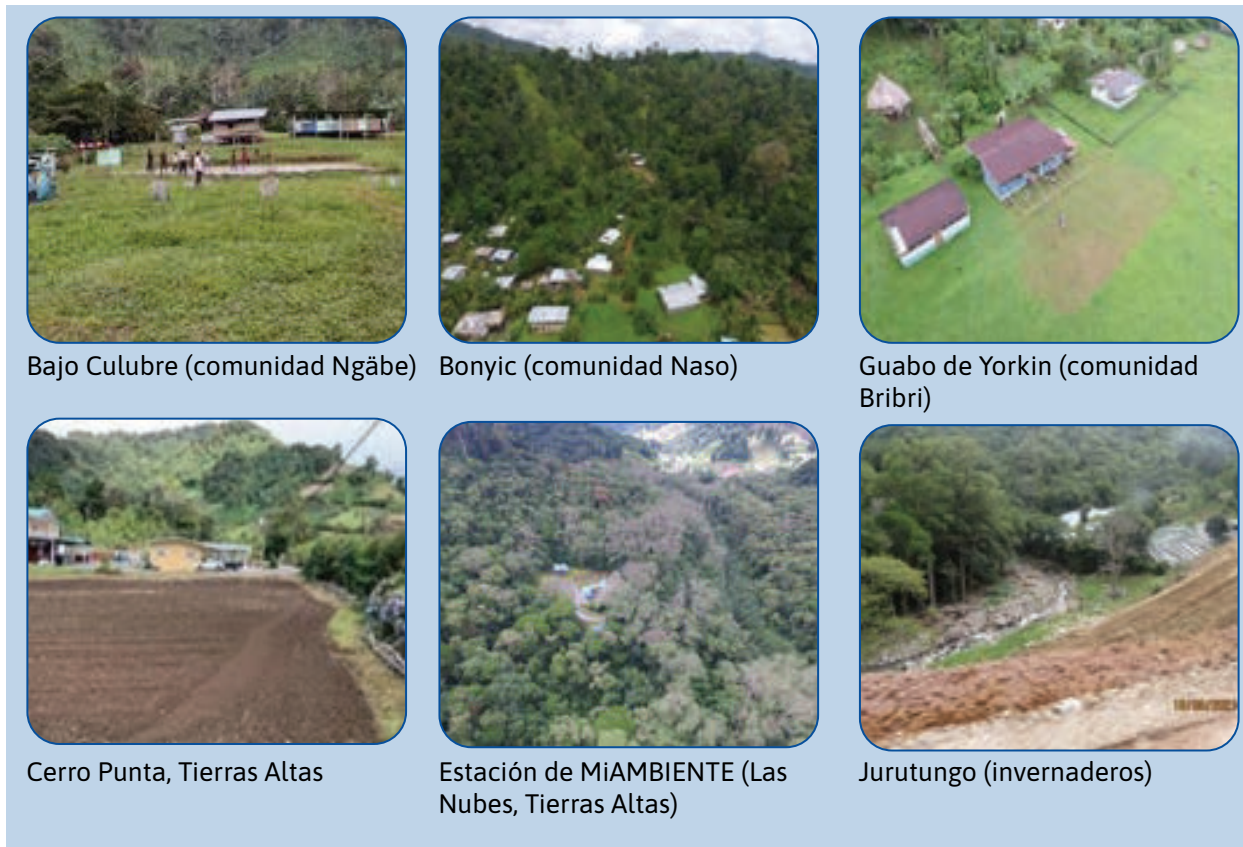 Bajo Culubre (comunidad Ngäbe)
Bonyic (comunidad Naso)
Guabo de Yorkin (comunidad
Bribri)
Cerro Punta, Tierras Altas
Estación de MiAMBIENTE (Las
Nubes, Tierras Altas)
Jurutungo (invernaderos)